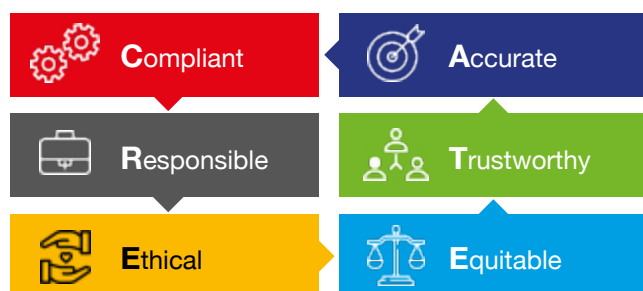 Compliant
Accurate
Responsible
Trustworthy
Ethical
Equitable